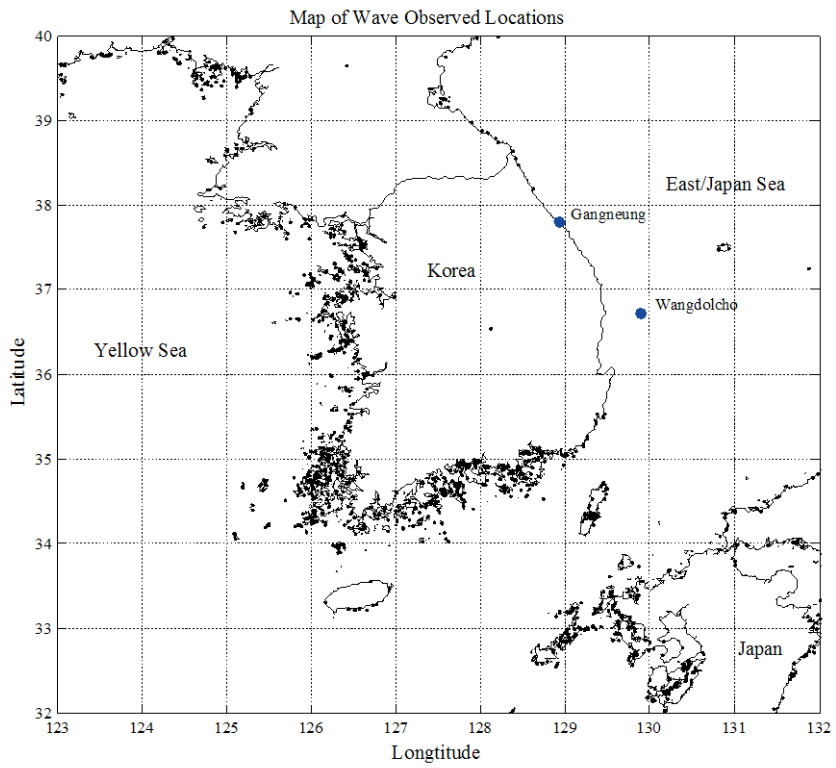 Map of Wave Observed Locations
40
39
38
37
36
35
34
33
32
Latitude
East/Japan Sea
Gangneung
Korea
Wangdolcho
Yellow Sea
Japan
123
124
125
126
127
128
129
130
131
132
Longtitude